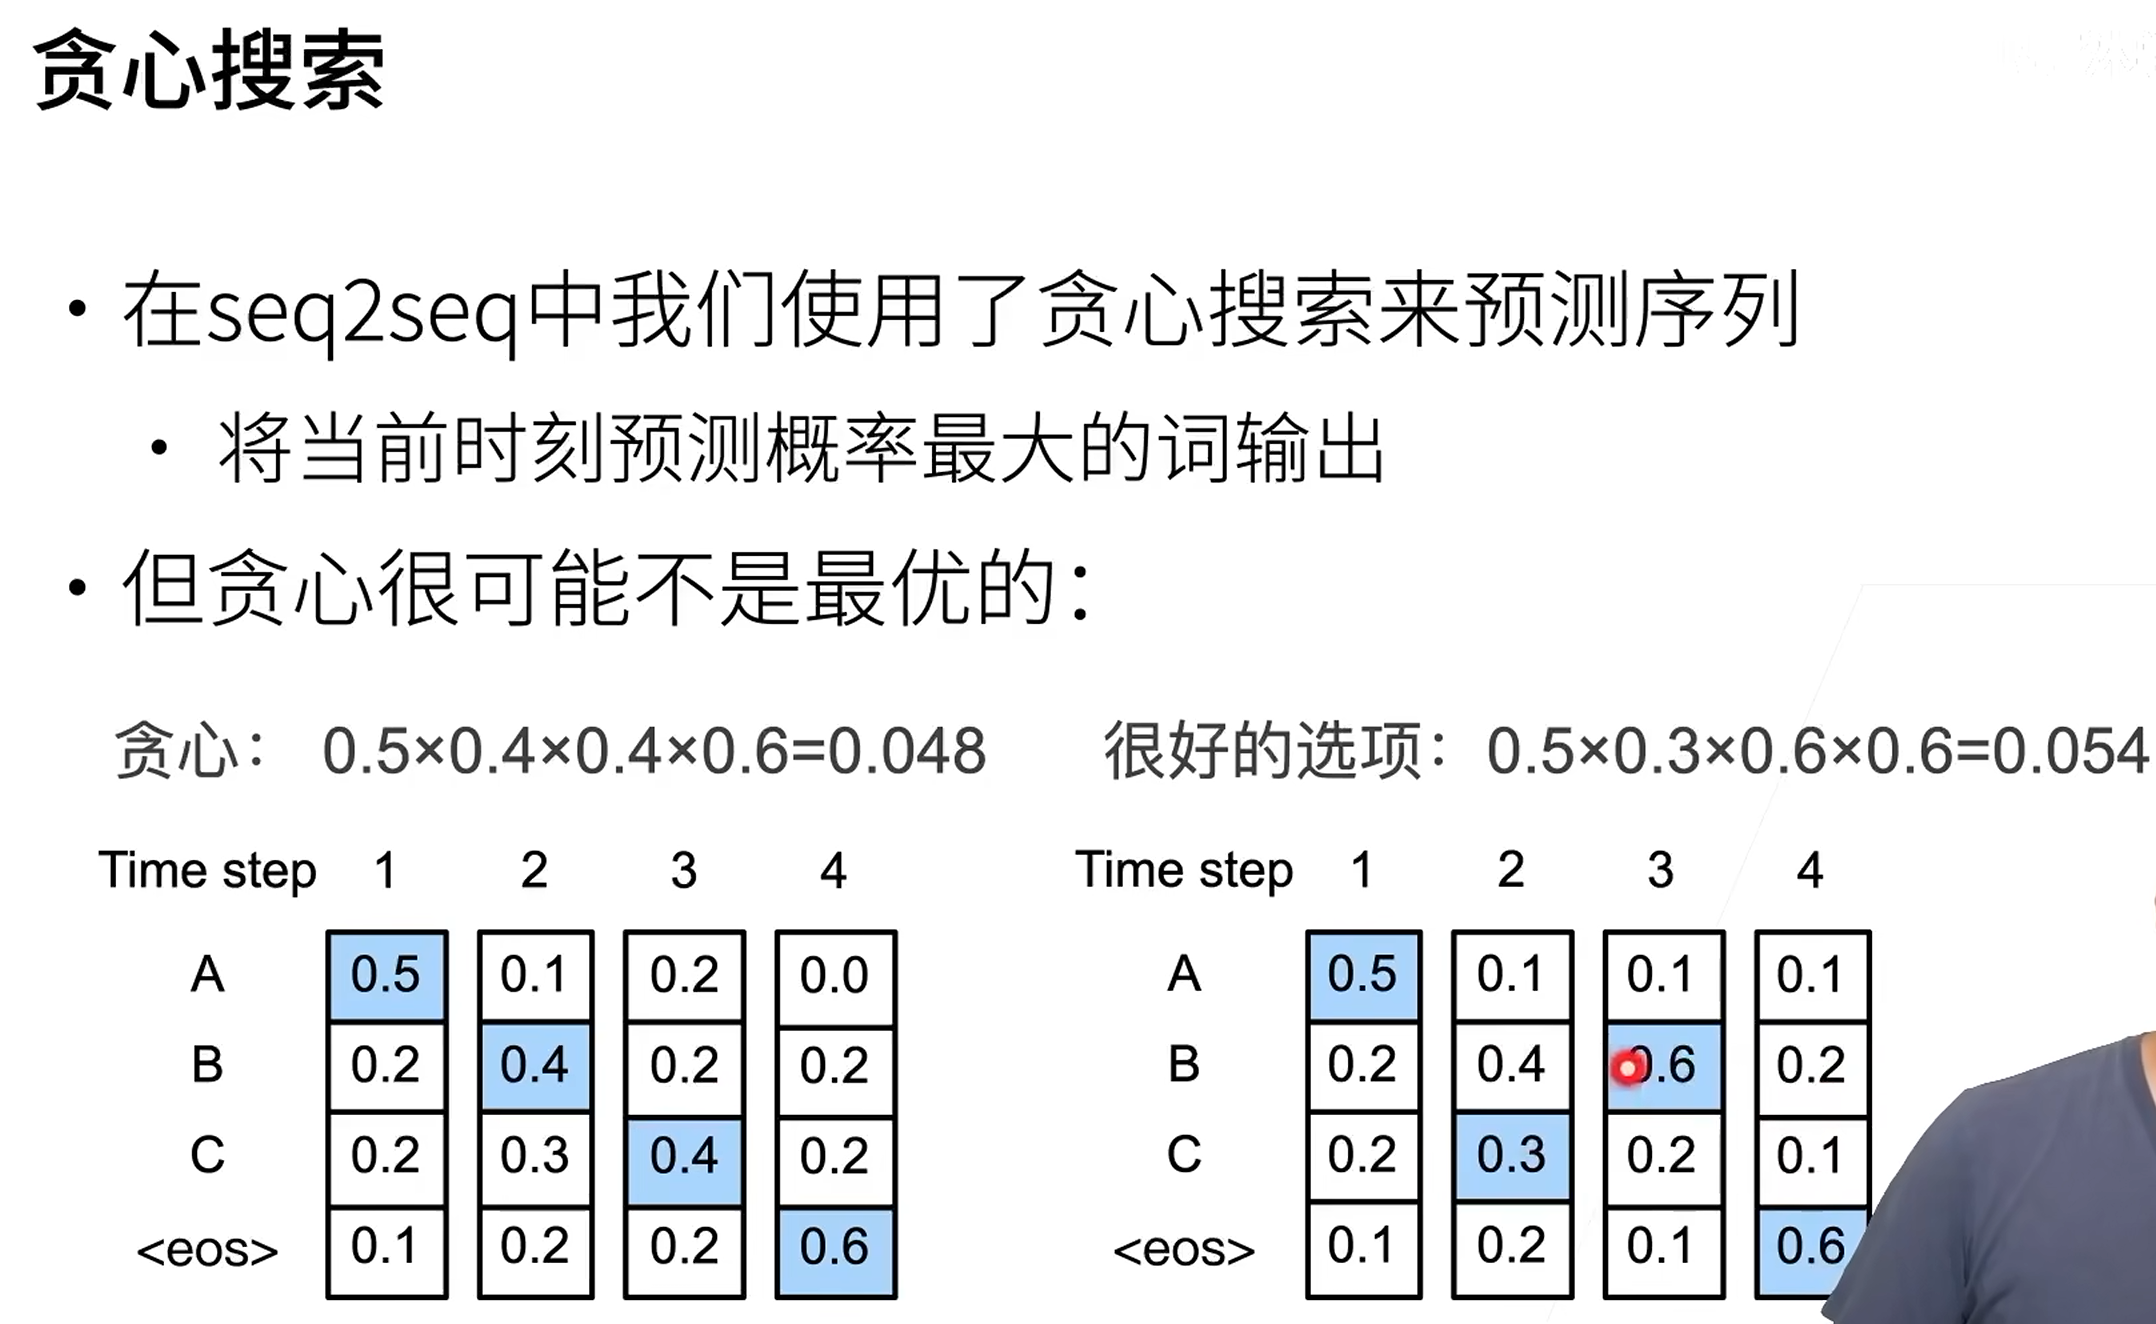 贪心搜索
• 在seq2seq中我们使用了贪心搜索来预测序列
• 将当前时刻预测概率最大的词输出
• 但贪心很可能不是最优的：
贪心： 0.5×0.4×0.4×0.6=0.048
很好的选项：0.5×0.3×0.6×0.6=0.054
Time step 1 2 3 4
A 0.5 0.1 0.2 0.0
B 0.2 0.4 0.2 0.2
C 0.2 0.3 0.4 0.2
<eos> 0.1 0.2 0.2 0.6
Time step 1 2 3 4
A 0.5 0.1 0.1 0.1
B 0.2 0.4 0.6 0.2
C 0.2 0.3 0.2 0.1
<eos> 0.1 0.2 0.1 0.6